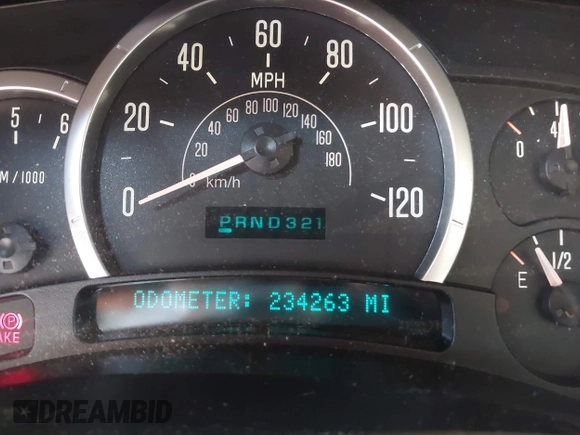 60
40 80
MPH
80 100 120
60 140
40 160
20 180
0 km/h
20 100
0 120
5 6
M / 1000
PRND321
0 4
E 1/2
ODOMETER: 234263 MI
AKE
DREAMBID